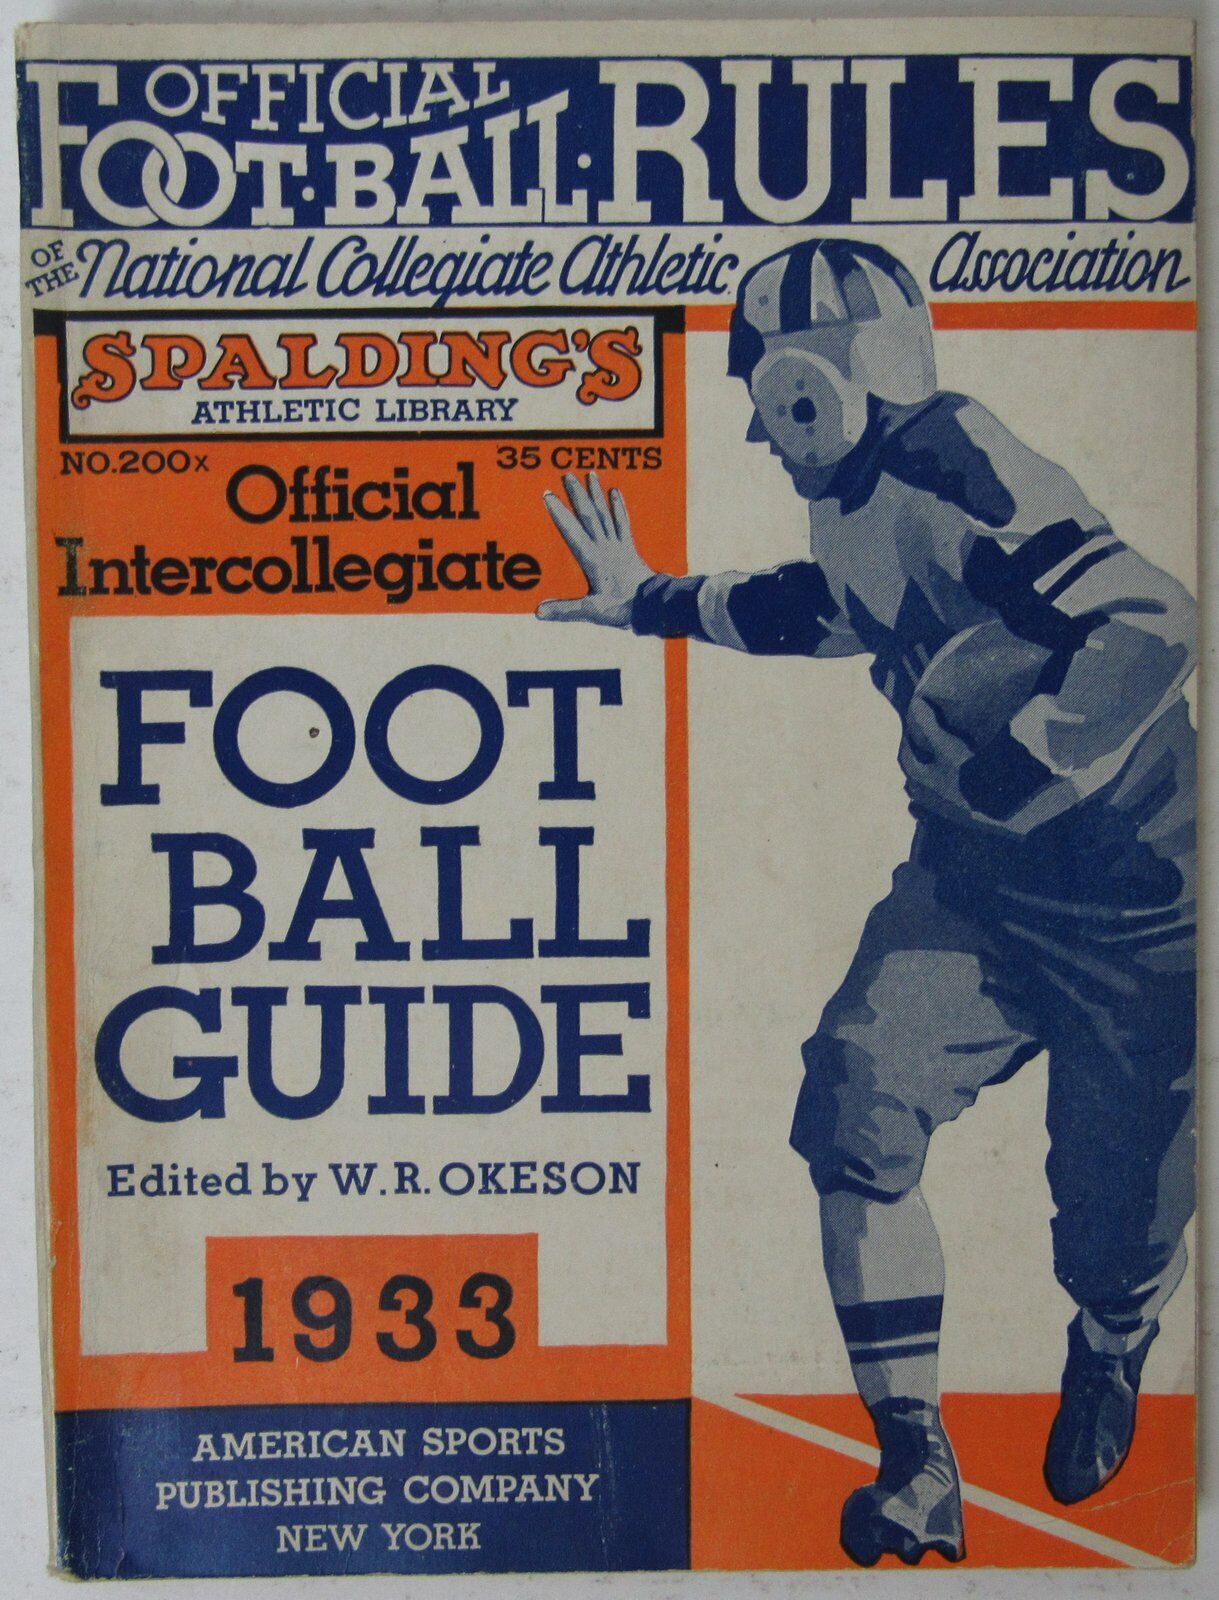 OFFICIAL
FOOT·BALL·RULES
OF THE National Collegiate Athletic Association
SPALDING'S
ATHLETIC LIBRARY
NO.200x 35 CENTS
Official
Intercollegiate
FOOT
BALL
GUIDE
Edited by W.R.OKESON
1933
AMERICAN SPORTS
PUBLISHING COMPANY
NEW YORK